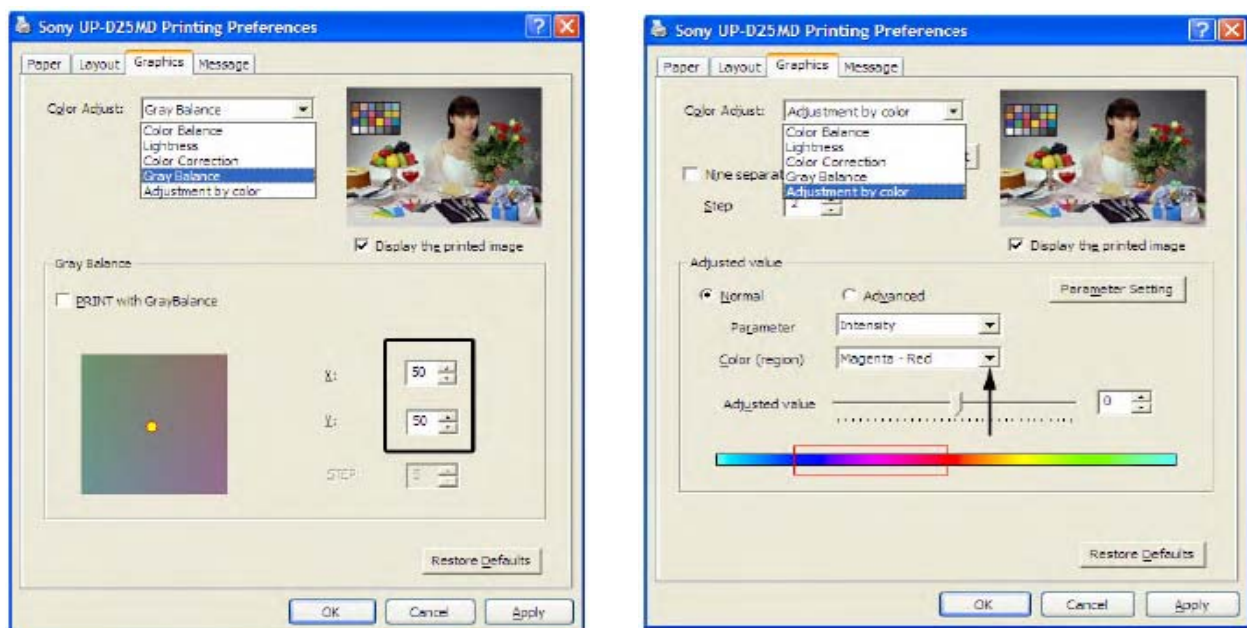 Sony UP-D25MD Printing Preferences
Paper Layout Graphics Message
Color Adjust: Gray Balance
Color Balance
Lightness
Color Correction
Gray Balance
Adjustment by color
Display the printed image
Gray Balance
PRINT with GrayBalance
X: 50
Y: 50
STEP 5
Restore Defaults
OK Cancel Apply
Sony UP-D25MD Printing Preferences
Paper Layout Graphics Message
Color Adjust: Adjustment by color
Color Balance
Lightness
Color Correction
Gray Balance
Adjustment by color
Nine separat
Step 2
Display the printed image
Adjusted value
Normal Advanced Parameter Setting
Parameter Intensity
Color (region) Magenta - Red
Adjusted value 0
Restore Defaults
OK Cancel Apply